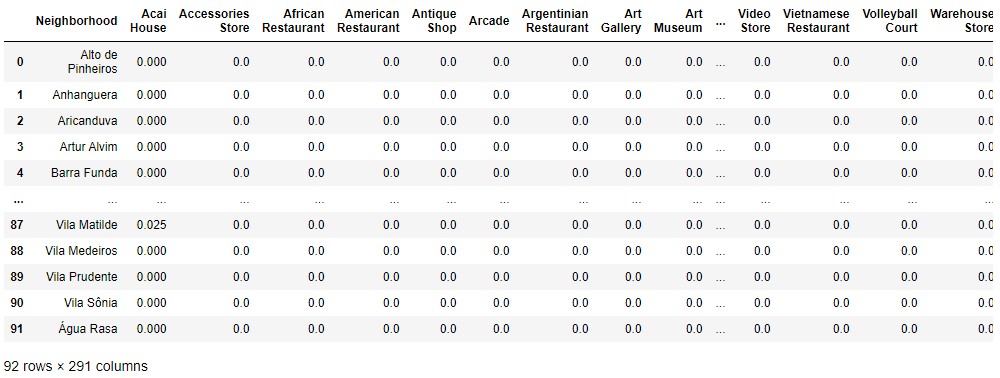 Neighborhood Acai House Accessories Store African Restaurant American Restaurant Antique Shop Arcade Argentinian Restaurant Art Gallery Art Museum ... Video Store Vietnamese Restaurant Volleyball Court Warehouse Store
0 Alto de Pinheiros 0.000 0.0 0.0 0.0 0.0 0.0 0.0 0.0 0.0 ... 0.0 0.0 0.0 0.0
1 Anhanguera 0.000 0.0 0.0 0.0 0.0 0.0 0.0 0.0 0.0 ... 0.0 0.0 0.0 0.0
2 Aricanduva 0.000 0.0 0.0 0.0 0.0 0.0 0.0 0.0 0.0 ... 0.0 0.0 0.0 0.0
3 Artur Alvim 0.000 0.0 0.0 0.0 0.0 0.0 0.0 0.0 0.0 ... 0.0 0.0 0.0 0.0
4 Barra Funda 0.000 0.0 0.0 0.0 0.0 0.0 0.0 0.0 0.0 ... 0.0 0.0 0.0 0.0
... ... ... ... ... ... ... ... ... ... ... ... ... ... ... ...
87 Vila Matilde 0.025 0.0 0.0 0.0 0.0 0.0 0.0 0.0 0.0 ... 0.0 0.0 0.0 0.0
88 Vila Medeiros 0.000 0.0 0.0 0.0 0.0 0.0 0.0 0.0 0.0 ... 0.0 0.0 0.0 0.0
89 Vila Prudente 0.000 0.0 0.0 0.0 0.0 0.0 0.0 0.0 0.0 ... 0.0 0.0 0.0 0.0
90 Vila Sônia 0.000 0.0 0.0 0.0 0.0 0.0 0.0 0.0 0.0 ... 0.0 0.0 0.0 0.0
91 Água Rasa 0.000 0.0 0.0 0.0 0.0 0.0 0.0 0.0 0.0 ... 0.0 0.0 0.0 0.0
92 rows × 291 columns